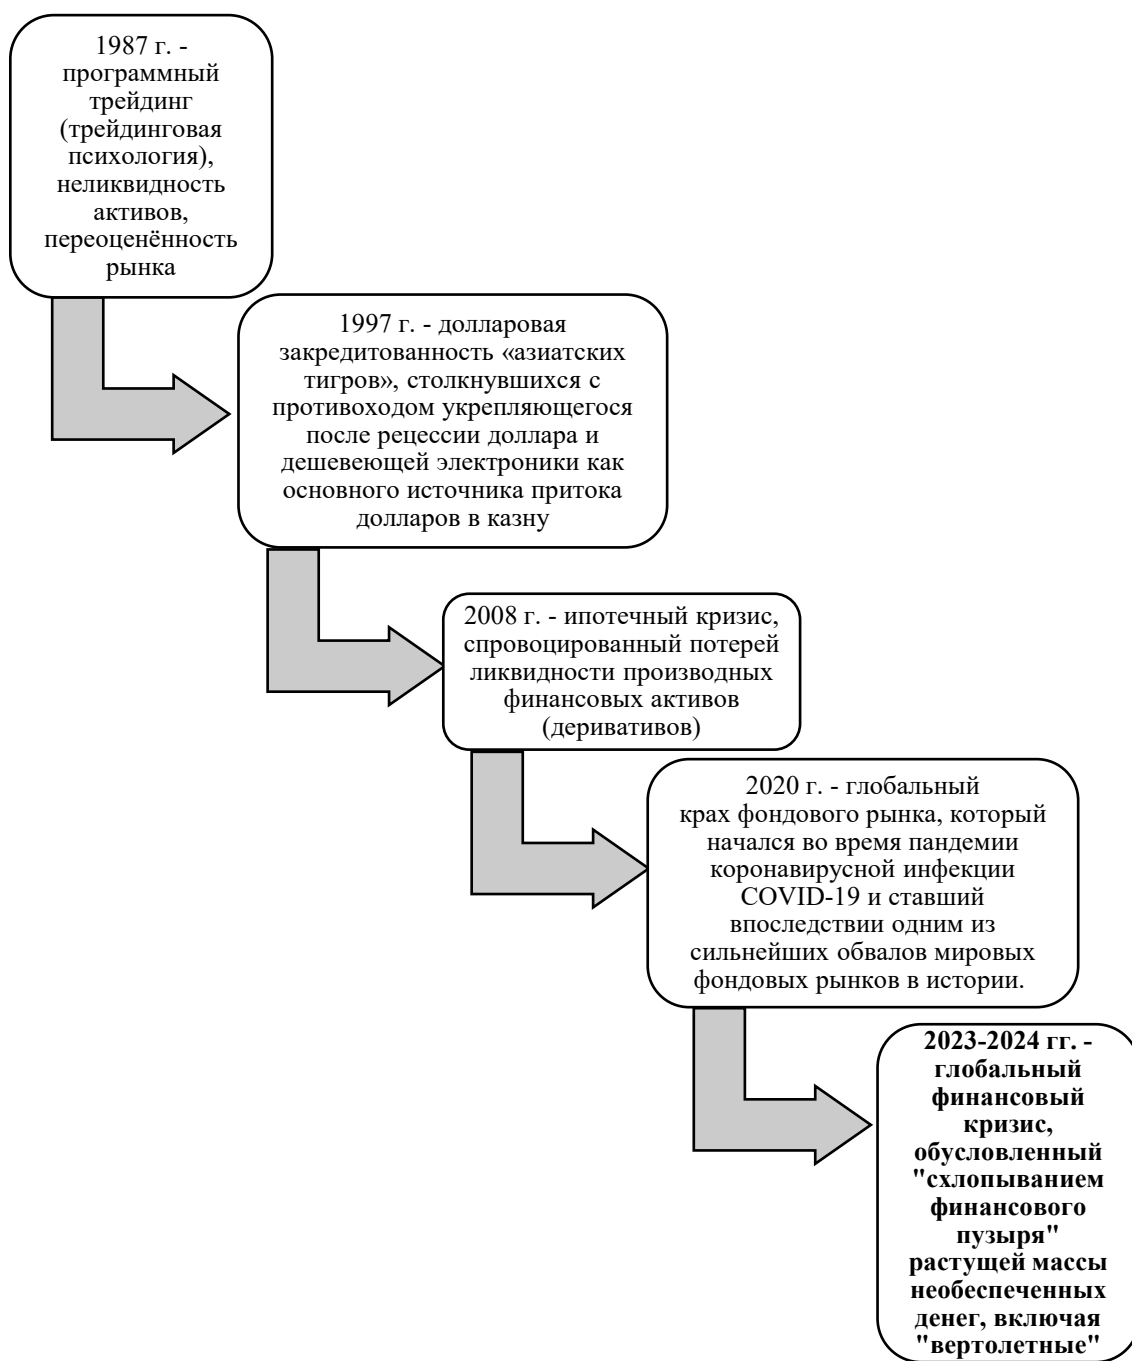 1987 г. -
программный
трейдинг
(трейдинговая
психология),
неликвидность
активов,
переоценённость
рынка
1997 г. - долларовая
закредитованность «азиатских
тигров», столкнувшихся с
противоходом укрепляющегося
после рецессии доллара и
дешевеющей электроники как
основного источника притока
долларов в казну
2008 г. - ипотечный кризис,
спровоцированный потерей
ликвидности производных
финансовых активов
(деривативов)
2020 г. - глобальный
крах фондового рынка, который
начался во время пандемии
коронавирусной инфекции
COVID-19 и ставший
впоследствии одним из
сильнейших обвалов мировых
фондовых рынков в истории.
2023-2024 гг. -
глобальный
финансовый
кризис,
обусловленный
"схлопыванием
финансового
пузыря"
растущей массы
необеспеченных
денег, включая
"вертолетные"